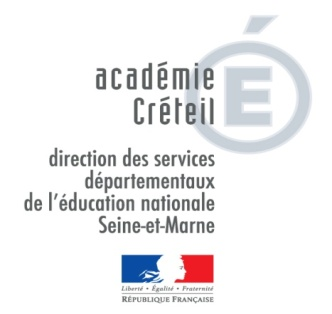 académie
Créteil
É
direction des services
départementaux
de l'éducation nationale
Seine-et-Marne
Liberté • Égalité • Fraternité
RÉPUBLIQUE FRANÇAISE